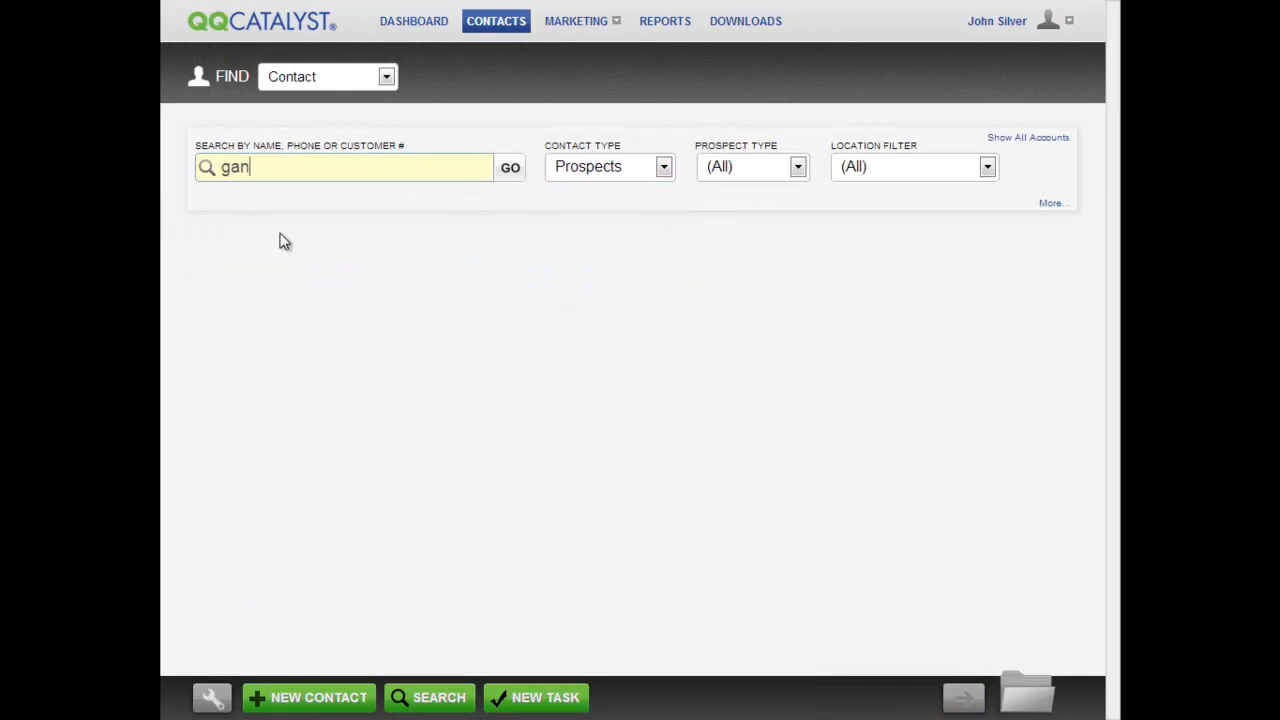 QQCATALYST® DASHBOARD CONTACTS MARKETING REPORTS DOWNLOADS John Silver
FIND Contact
Show All Accounts
SEARCH BY NAME, PHONE OR CUSTOMER # CONTACT TYPE PROSPECT TYPE LOCATION FILTER
gan GO Prospects (All) (All)
More...
NEW CONTACT SEARCH NEW TASK